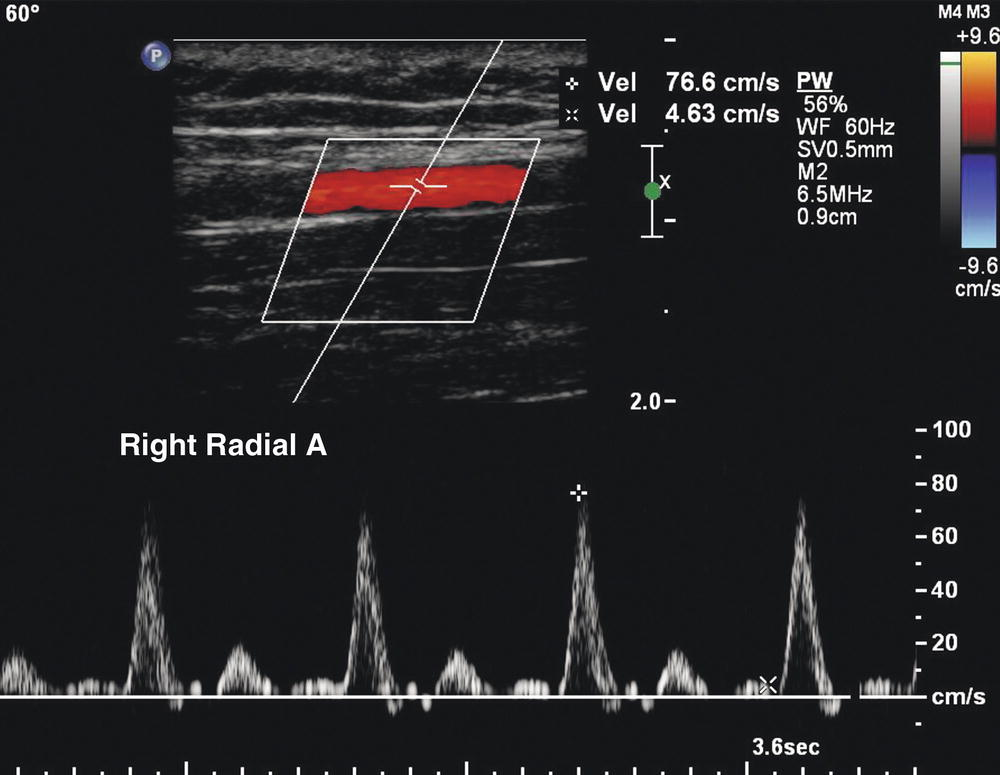 60°
M4 M3
+9.6
P
Vel 76.6 cm/s
Vel 4.63 cm/s
PW
56%
WF 60Hz
SV0.5mm
M2
6.5MHz
0.9cm
X
-9.6
cm/s
2.0
Right Radial A
100
80
60
40
20
cm/s
3.6sec